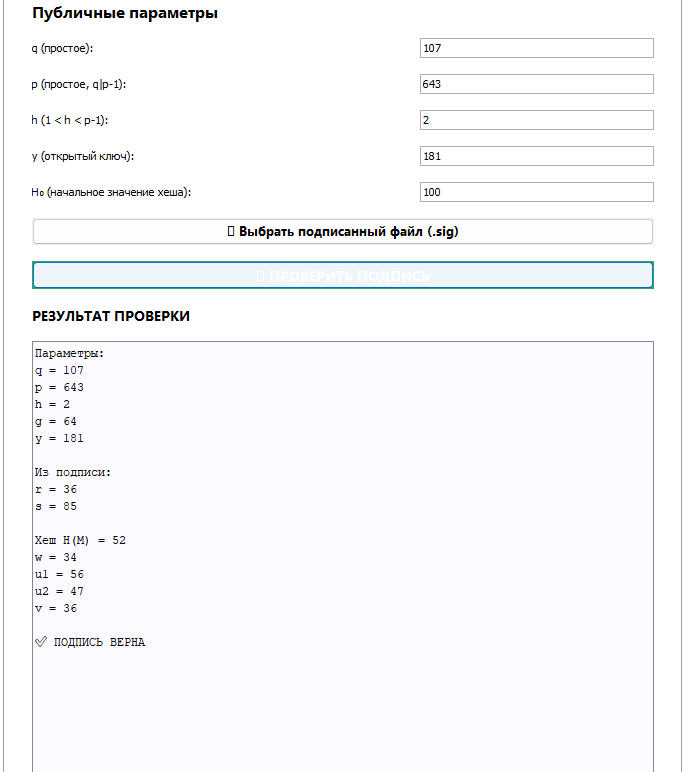 Публичные параметры
q (простое): 107
p (простое, q|p-1): 643
h (1 < h < p-1): 2
y (открытый ключ): 181
H₀ (начальное значение хеша): 100
Выбрать подписанный файл (.sig)
ПРОВЕРИТЬ ПОДПИСЬ
РЕЗУЛЬТАТ ПРОВЕРКИ
Параметры:
q = 107
p = 643
h = 2
g = 64
y = 181
Из подписи:
r = 36
s = 85
Хеш H(M) = 52
w = 34
u1 = 56
u2 = 47
v = 36
✅ ПОДПИСЬ ВЕРНА